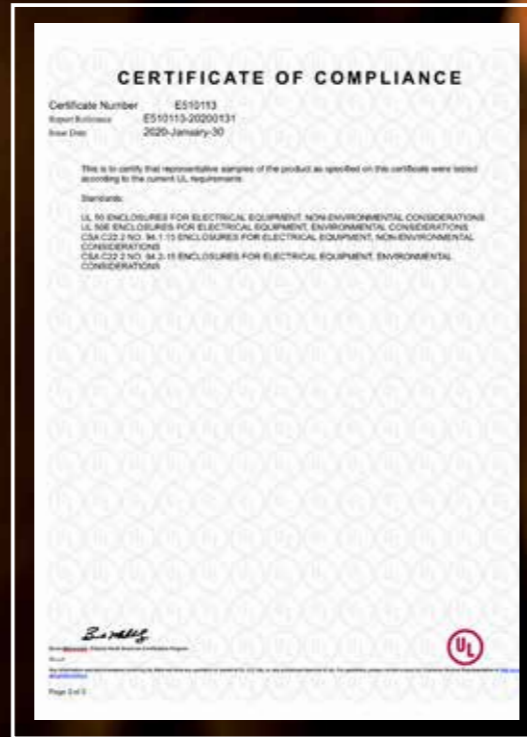 CERTIFICATE OF COMPLIANCE
Certificate Number E510113
Report Reference E510113-20200131
Issue Date 2020-January-30
This is to certify that representative samples of the product as specified on this certificate were tested
according to the current UL requirements
Standards:
UL 50 ENCLOSURES FOR ELECTRICAL EQUIPMENT, NON-ENVIRONMENTAL CONSIDERATIONS
UL 50E ENCLOSURES FOR ELECTRICAL EQUIPMENT, ENVIRONMENTAL CONSIDERATIONS
CSA C22.2 NO. 94.1-15 ENCLOSURES FOR ELECTRICAL EQUIPMENT, NON-ENVIRONMENTAL
CONSIDERATIONS
CSA C22.2 NO. 94.2-15 ENCLOSURES FOR ELECTRICAL EQUIPMENT, ENVIRONMENTAL
CONSIDERATIONS
UL